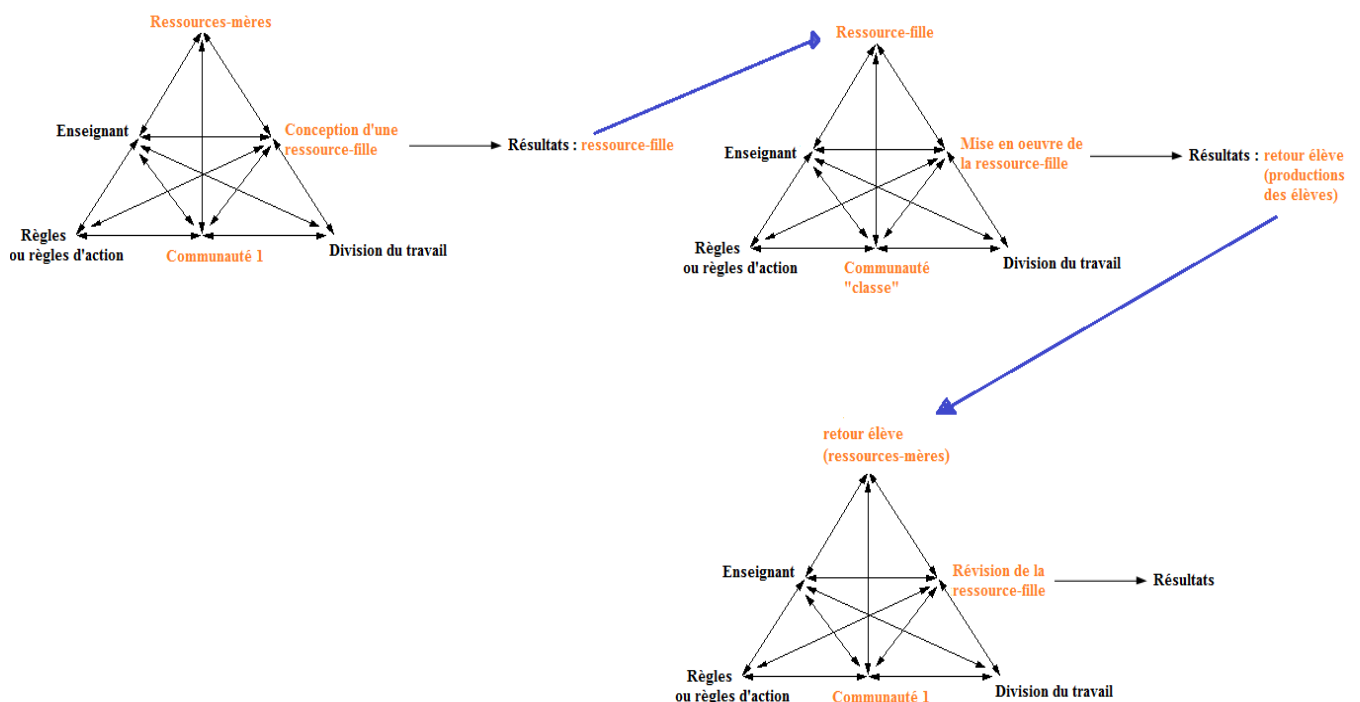 Ressources-mères
Enseignant
Conception d'une
ressource-fille
Résultats : ressource-fille
Règles
ou règles d'action
Communauté 1
Division du travail
Ressource-fille
Enseignant
Mise en oeuvre de
la ressource-fille
Résultats : retour élève
(productions
des élèves)
Règles
ou règles d'action
Communauté
"classe"
Division du travail
retour élève
(ressources-mères)
Enseignant
Révision de la
ressource-fille
Résultats
Règles
ou règles d'action
Communauté 1
Division du travail